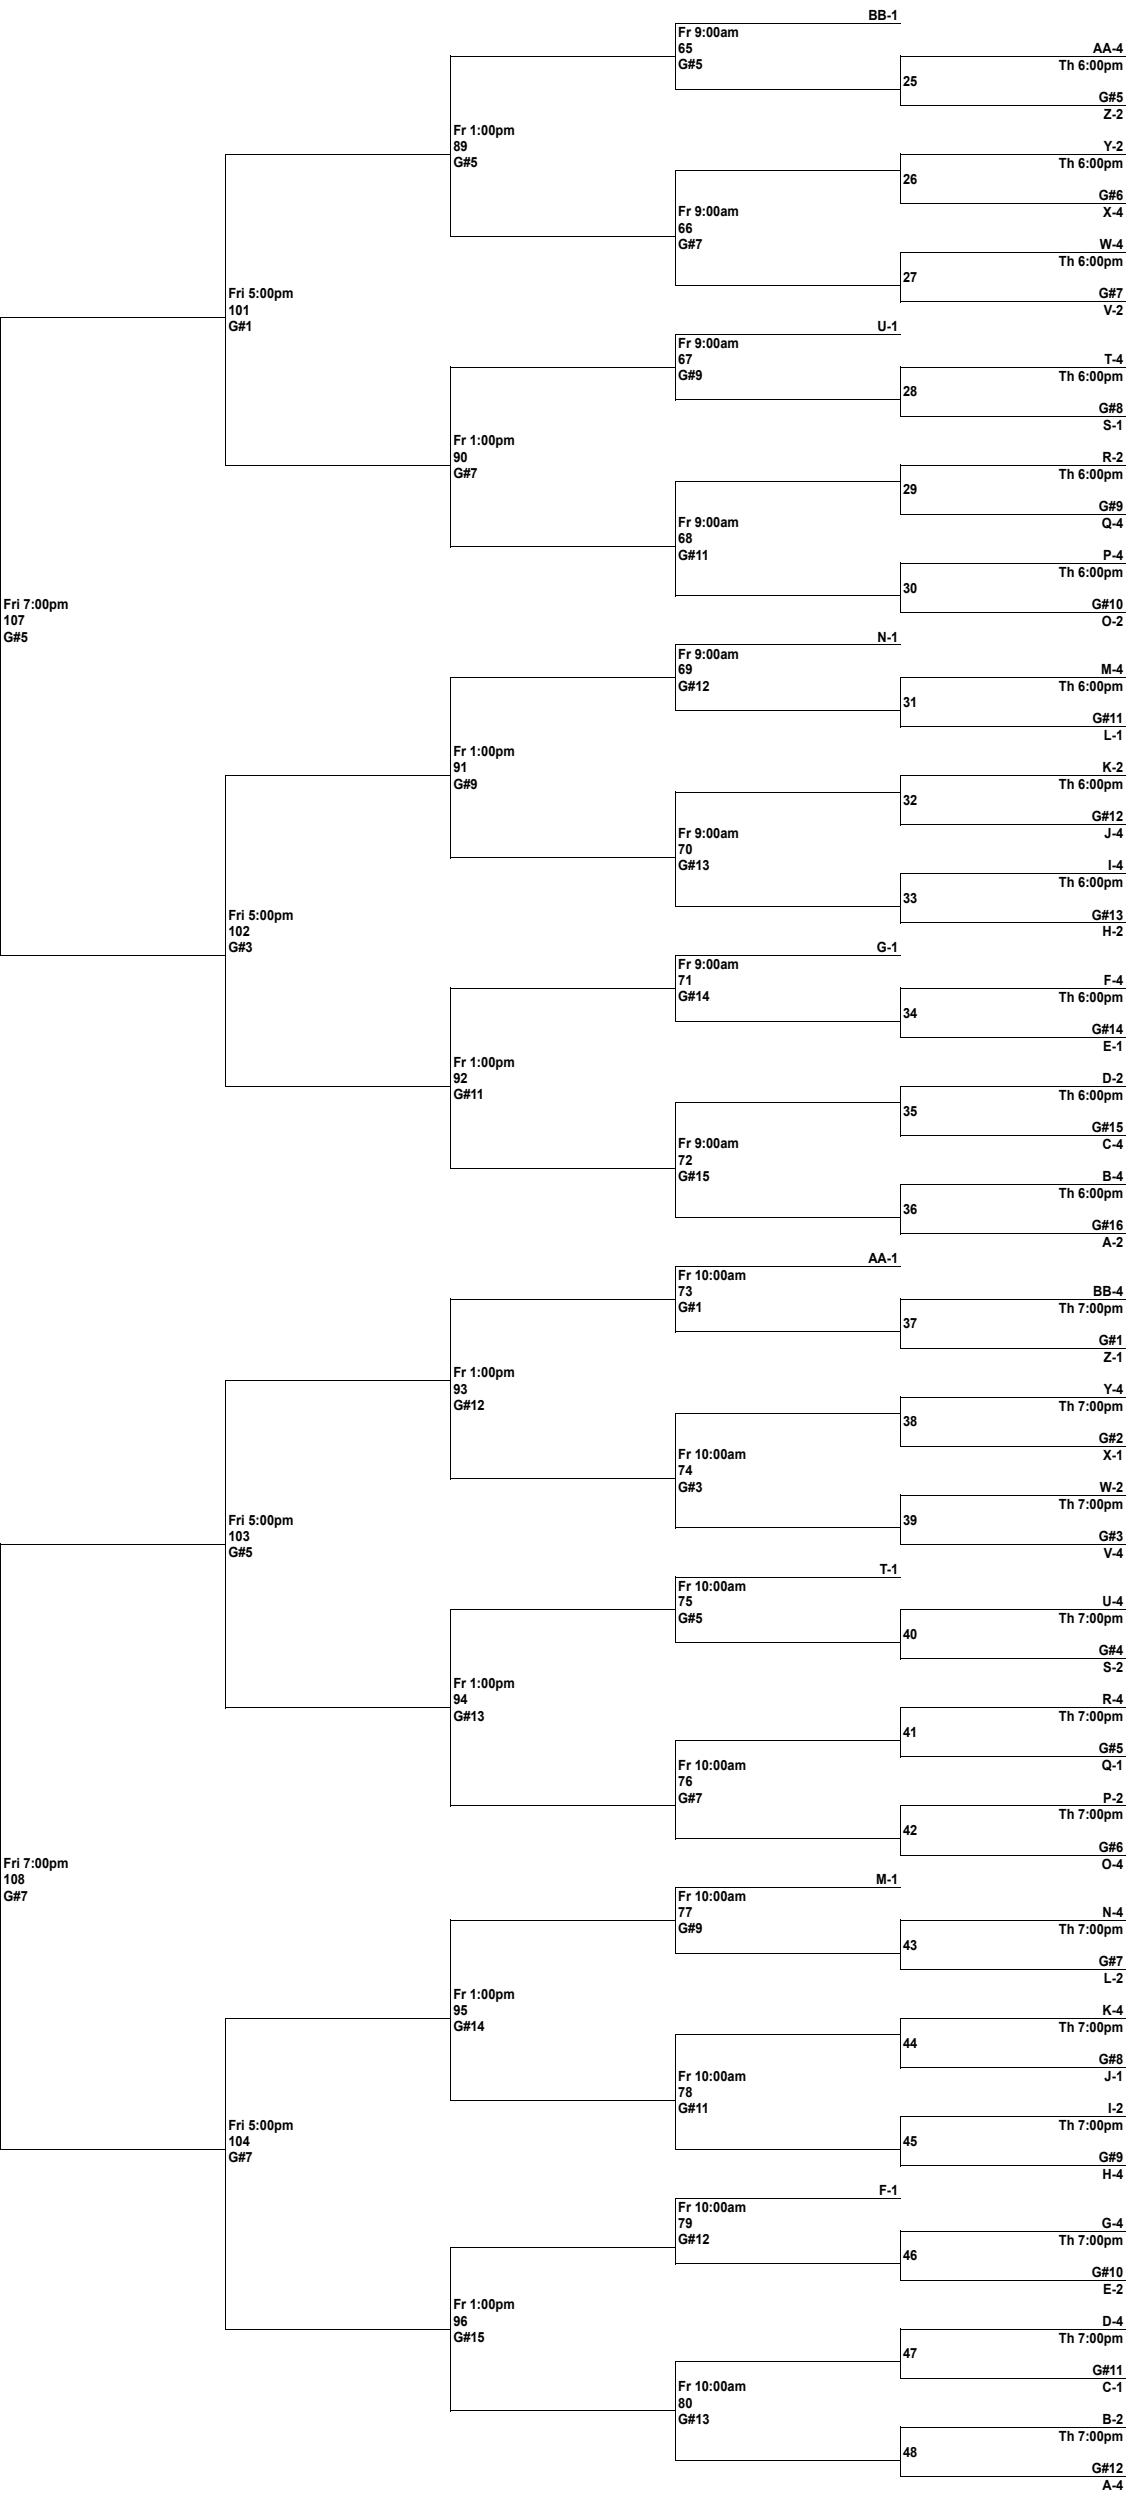 BB-1
Fr 9:00am
65
G#5
AA-4
Th 6:00pm
25
G#5
Z-2
Fr 1:00pm
89
G#5
Y-2
Th 6:00pm
26
G#6
X-4
Fr 9:00am
66
G#7
W-4
Th 6:00pm
27
G#7
V-2
Fri 5:00pm
101
G#1
U-1
Fr 9:00am
67
G#9
T-4
Th 6:00pm
28
G#8
S-1
Fr 1:00pm
90
G#7
R-2
Th 6:00pm
29
G#9
Q-4
Fr 9:00am
68
G#11
P-4
Th 6:00pm
30
G#10
O-2
Fri 7:00pm
107
G#5
N-1
Fr 9:00am
69
G#12
M-4
Th 6:00pm
31
G#11
L-1
Fr 1:00pm
91
G#9
K-2
Th 6:00pm
32
G#12
J-4
Fr 9:00am
70
G#13
I-4
Th 6:00pm
33
G#13
H-2
Fri 5:00pm
102
G#3
G-1
Fr 9:00am
71
G#14
F-4
Th 6:00pm
34
G#14
E-1
Fr 1:00pm
92
G#11
D-2
Th 6:00pm
35
G#15
C-4
Fr 9:00am
72
G#15
B-4
Th 6:00pm
36
G#16
A-2
AA-1
Fr 10:00am
73
G#1
BB-4
Th 7:00pm
37
G#1
Z-1
Fr 1:00pm
93
G#12
Y-4
Th 7:00pm
38
G#2
X-1
Fr 10:00am
74
G#3
W-2
Th 7:00pm
39
G#3
V-4
Fri 5:00pm
103
G#5
T-1
Fr 10:00am
75
G#5
U-4
Th 7:00pm
40
G#4
S-2
Fr 1:00pm
94
G#13
R-4
Th 7:00pm
41
G#5
Q-1
Fr 10:00am
76
G#7
P-2
Th 7:00pm
42
G#6
O-4
Fri 7:00pm
108
G#7
M-1
Fr 10:00am
77
G#9
N-4
Th 7:00pm
43
G#7
L-2
Fr 1:00pm
95
G#14
K-4
Th 7:00pm
44
G#8
J-1
Fr 10:00am
78
G#11
I-2
Th 7:00pm
45
G#9
H-4
Fri 5:00pm
104
G#7
F-1
Fr 10:00am
79
G#12
G-4
Th 7:00pm
46
G#10
E-2
Fr 1:00pm
96
G#15
D-4
Th 7:00pm
47
G#11
C-1
Fr 10:00am
80
G#13
B-2
Th 7:00pm
48
G#12
A-4